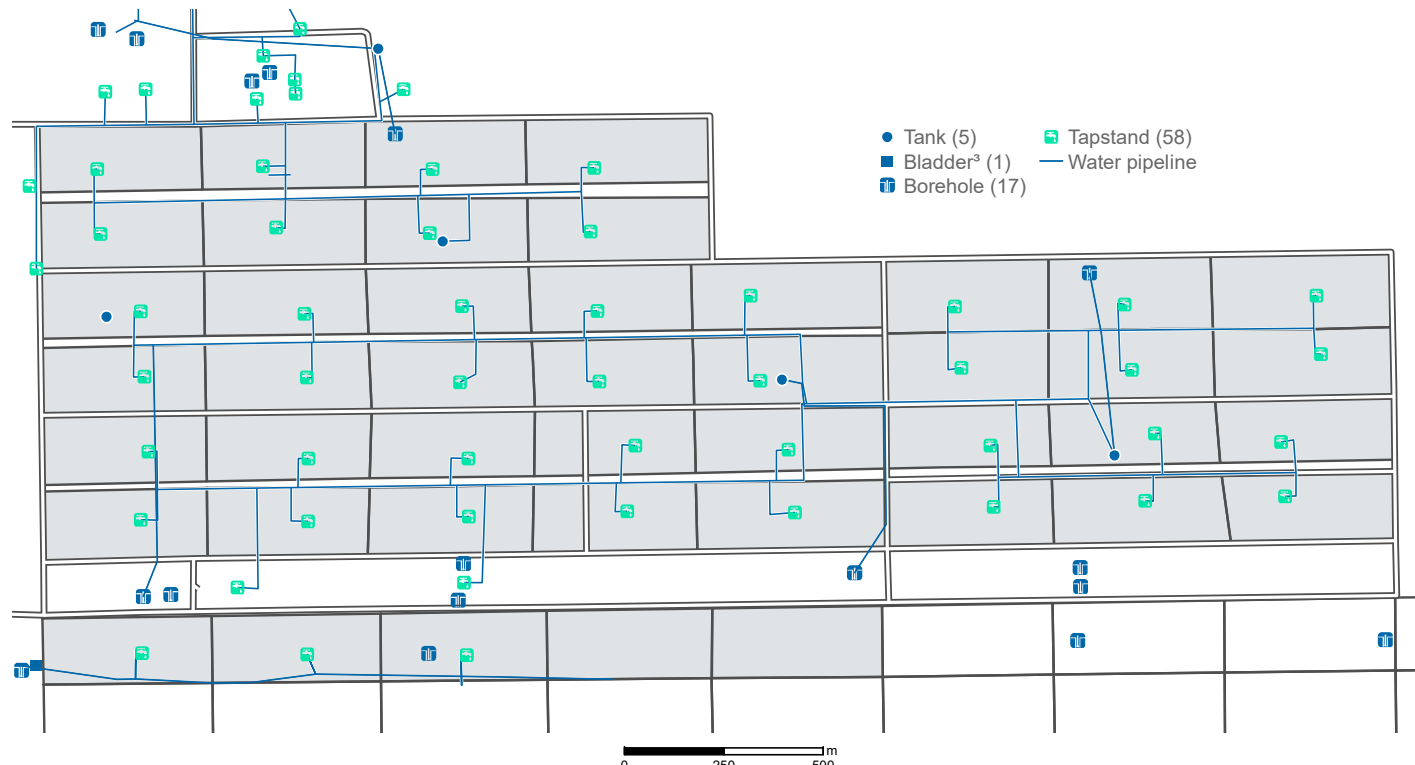 Tank (5)
Tapstand (58)
Bladder³ (1)
Water pipeline
Borehole (17)
m
0
250
500